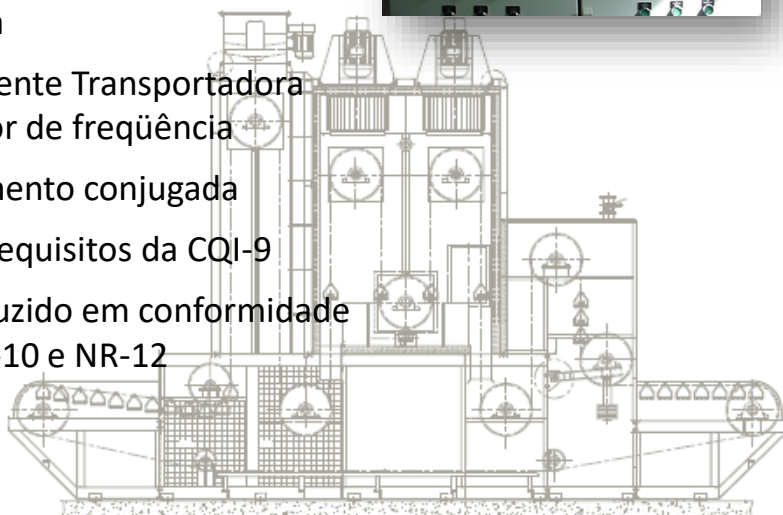 ente Transportadora
or de freqüência
mento conjugada
equisitos da CQI-9
uzido em conformidade
-10 e NR-12